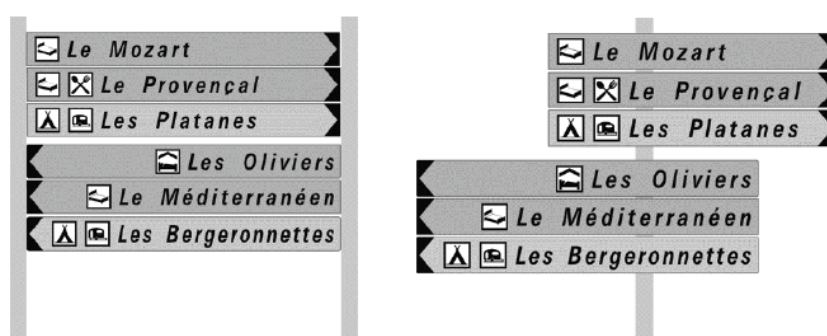 Le Mozart
Le Provençal
Les Platanes
Les Oliviers
Le Méditerranéen
Les Bergeronnettes
Le Mozart
Le Provençal
Les Platanes
Les Oliviers
Le Méditerranéen
Les Bergeronnettes